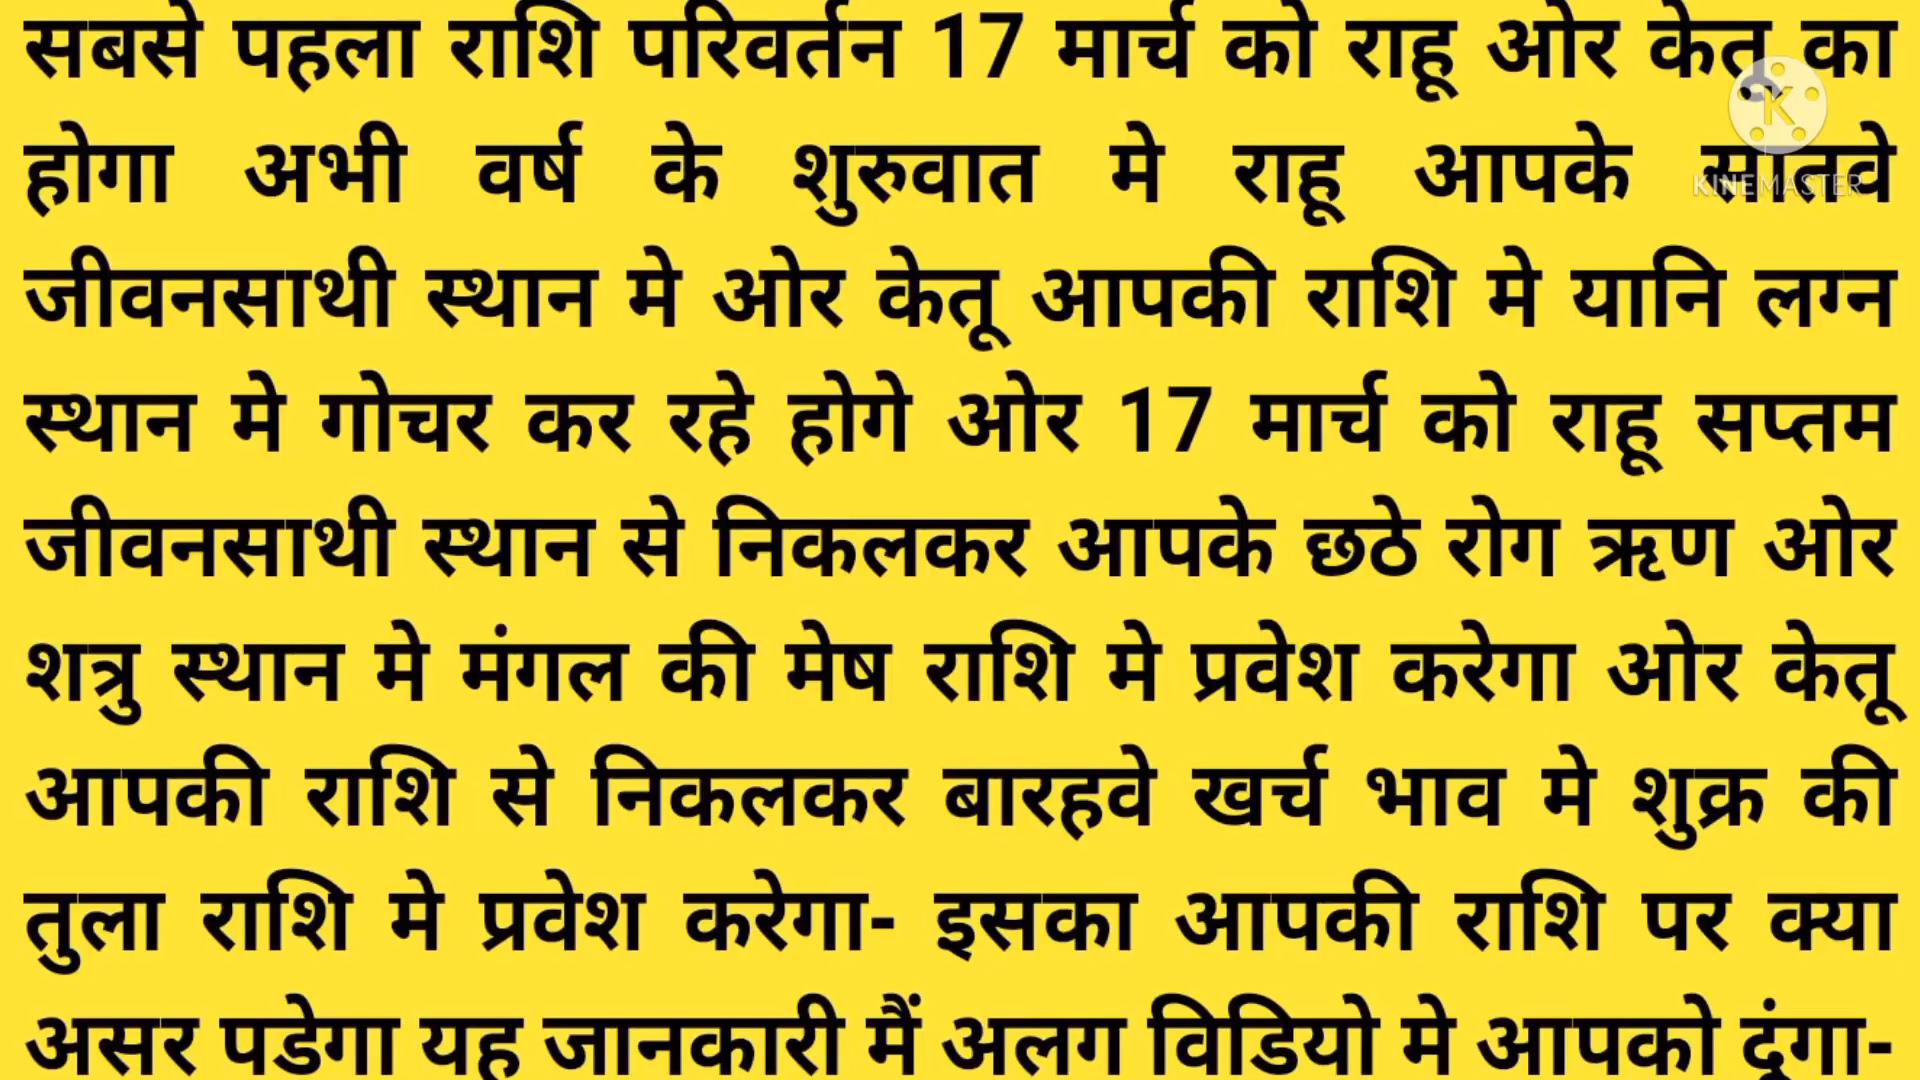 सबसे पहला राशि परिवर्तन 17 मार्च को राहू ओर केतू का
होगा अभी वर्ष के शुरुवात मे राहू आपके सातवे
KINEMASTER
जीवनसाथी स्थान मे ओर केतू आपकी राशि मे यानि लग्न
स्थान मे गोचर कर रहे होगे ओर 17 मार्च को राहू सप्तम
जीवनसाथी स्थान से निकलकर आपके छठे रोग ऋण ओर
शत्रु स्थान मे मंगल की मेष राशि मे प्रवेश करेगा ओर केतू
आपकी राशि से निकलकर बारहवे खर्च भाव मे शुक्र की
तुला राशि मे प्रवेश करेगा- इसका आपकी राशि पर क्या
असर पडेगा यह जानकारी मैं अलग विडियो मे आपको दूंगा-